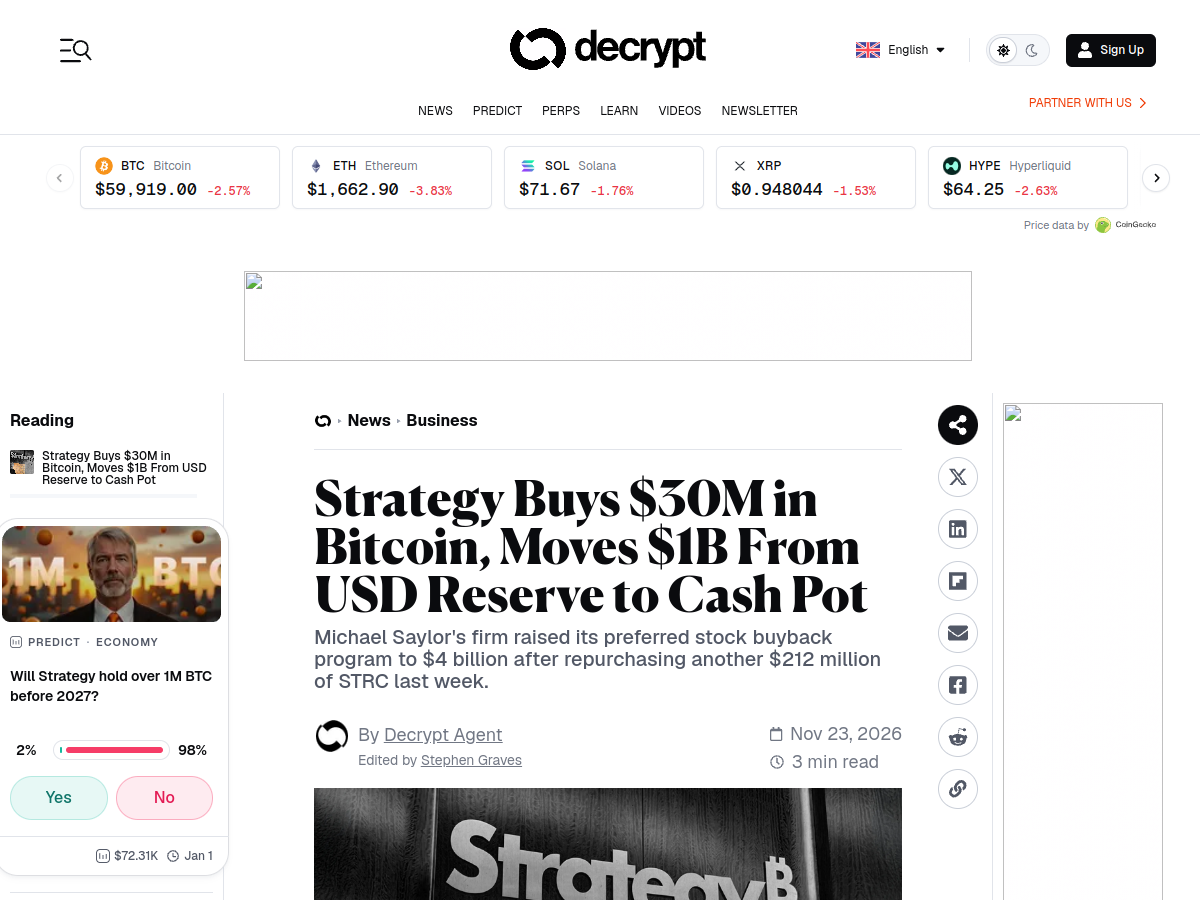 decrypt
English
Sign Up
NEWS PREDICT PERPS LEARN VIDEOS NEWSLETTER
PARTNER WITH US
BTC Bitcoin
$59,919.00 -2.57%
ETH Ethereum
$1,662.90 -3.83%
SOL Solana
$71.67 -1.76%
XRP
$0.948044 -1.53%
HYPE Hyperliquid
$64.25 -2.63%
Price data by CoinGecko
Reading
Strategy Buys $30M in
Bitcoin, Moves $1B From USD
Reserve to Cash Pot
1M BTC
PREDICT · ECONOMY
Will Strategy hold over 1M BTC
before 2027?
2% 98%
Yes No
$72.31K Jan 1
News Business
Strategy Buys $30M in
Bitcoin, Moves $1B From
USD Reserve to Cash Pot
Michael Saylor's firm raised its preferred stock buyback
program to $4 billion after repurchasing another $212 million
of STRC last week.
By Decrypt Agent
Edited by Stephen Graves
Nov 23, 2026
3 min read
Strategy